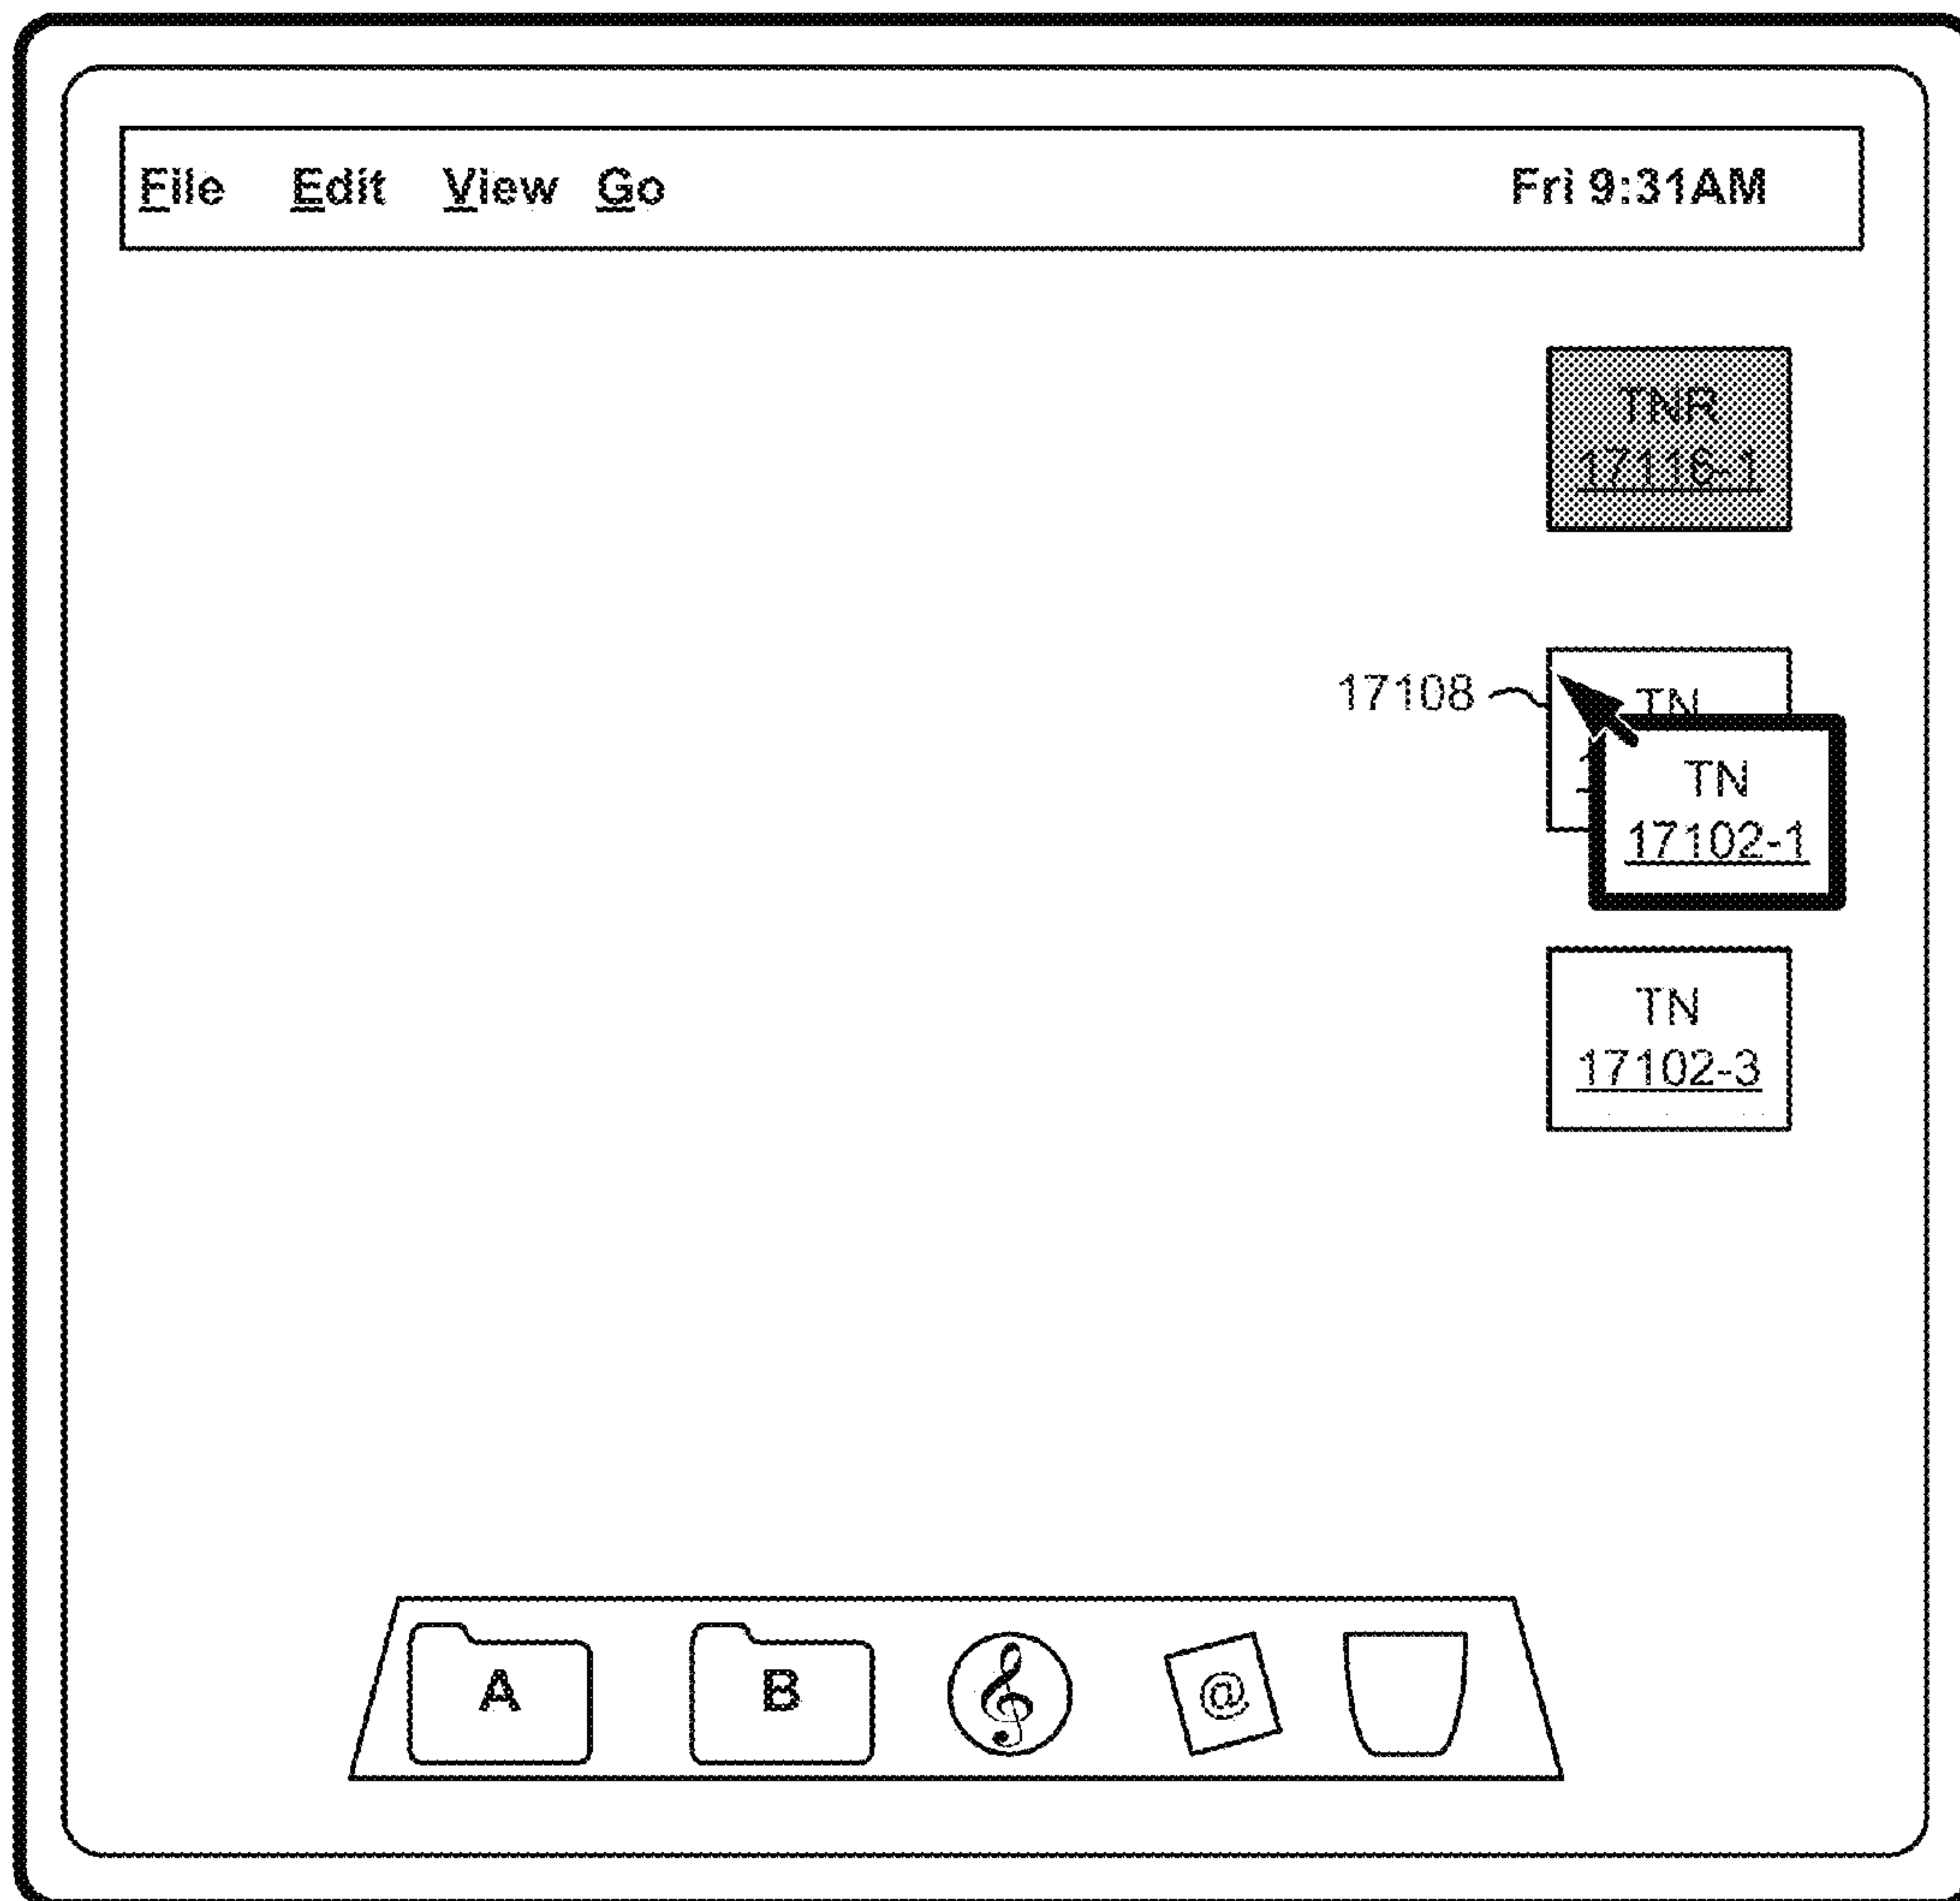 File Edit View Go Fri 9:31AM
TNR
17116-1
17108
TN
TN
17102-1
TN
17102-3
A B @